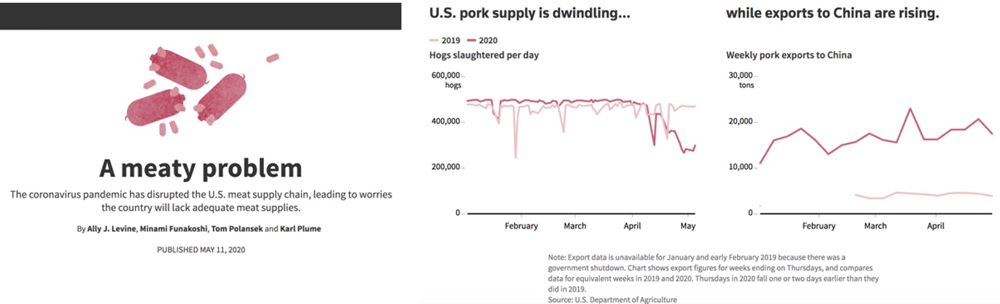 A meaty problem
The coronavirus pandemic has disrupted the U.S. meat supply chain, leading to worries
the country will lack adequate meat supplies.
By Ally J. Levine, Minami Funakoshi, Tom Polansek and Karl Plume
PUBLISHED MAY 11, 2020
U.S. pork supply is dwindling...
2019 2020
Hogs slaughtered per day
600,000
hogs
400,000
200,000
0
February March April May
while exports to China are rising.
Weekly pork exports to China
30,000
tons
20,000
10,000
0
February March April
Note: Export data is unavailable for January and early February 2019 because there was a
government shutdown. Chart shows export figures for weeks ending on Thursdays, and compares
data for equivalent weeks in 2019 and 2020. Thursdays in 2020 fall one or two days earlier than they
did in 2019.
Source: U.S. Department of Agriculture